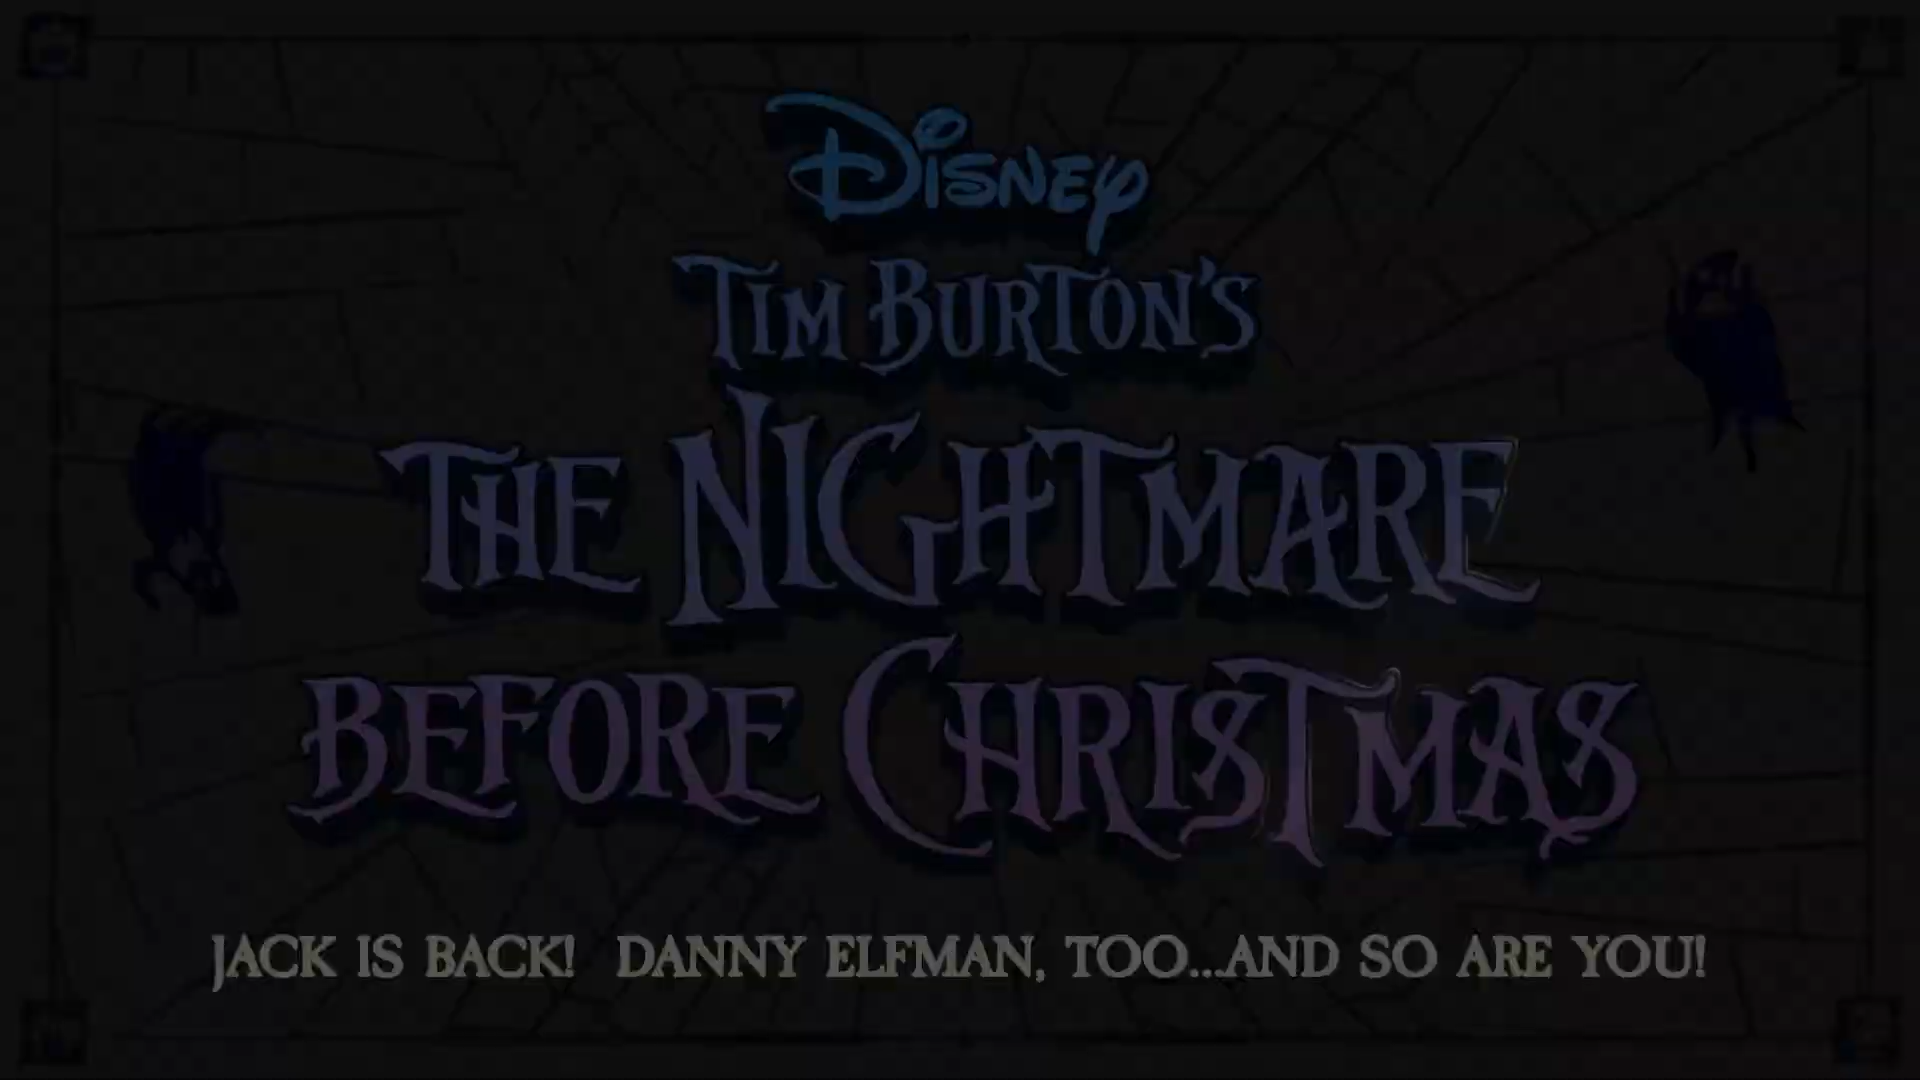 DISNEY
TIM BURTON'S
THE NIGHTMARE
BEFORE CHRISTMAS
JACK IS BACK! DANNY ELFMAN, TOO...AND SO ARE YOU!